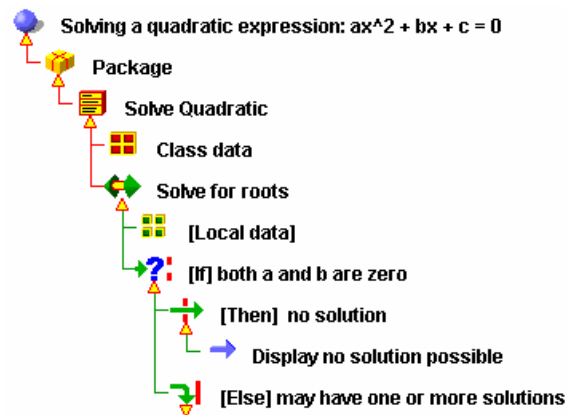 Solving a quadratic expression: ax^2 + bx + c = 0
Package
Solve Quadratic
Class data
Solve for roots
[Local data]
[If] both a and b are zero
[Then] no solution
Display no solution possible
[Else] may have one or more solutions